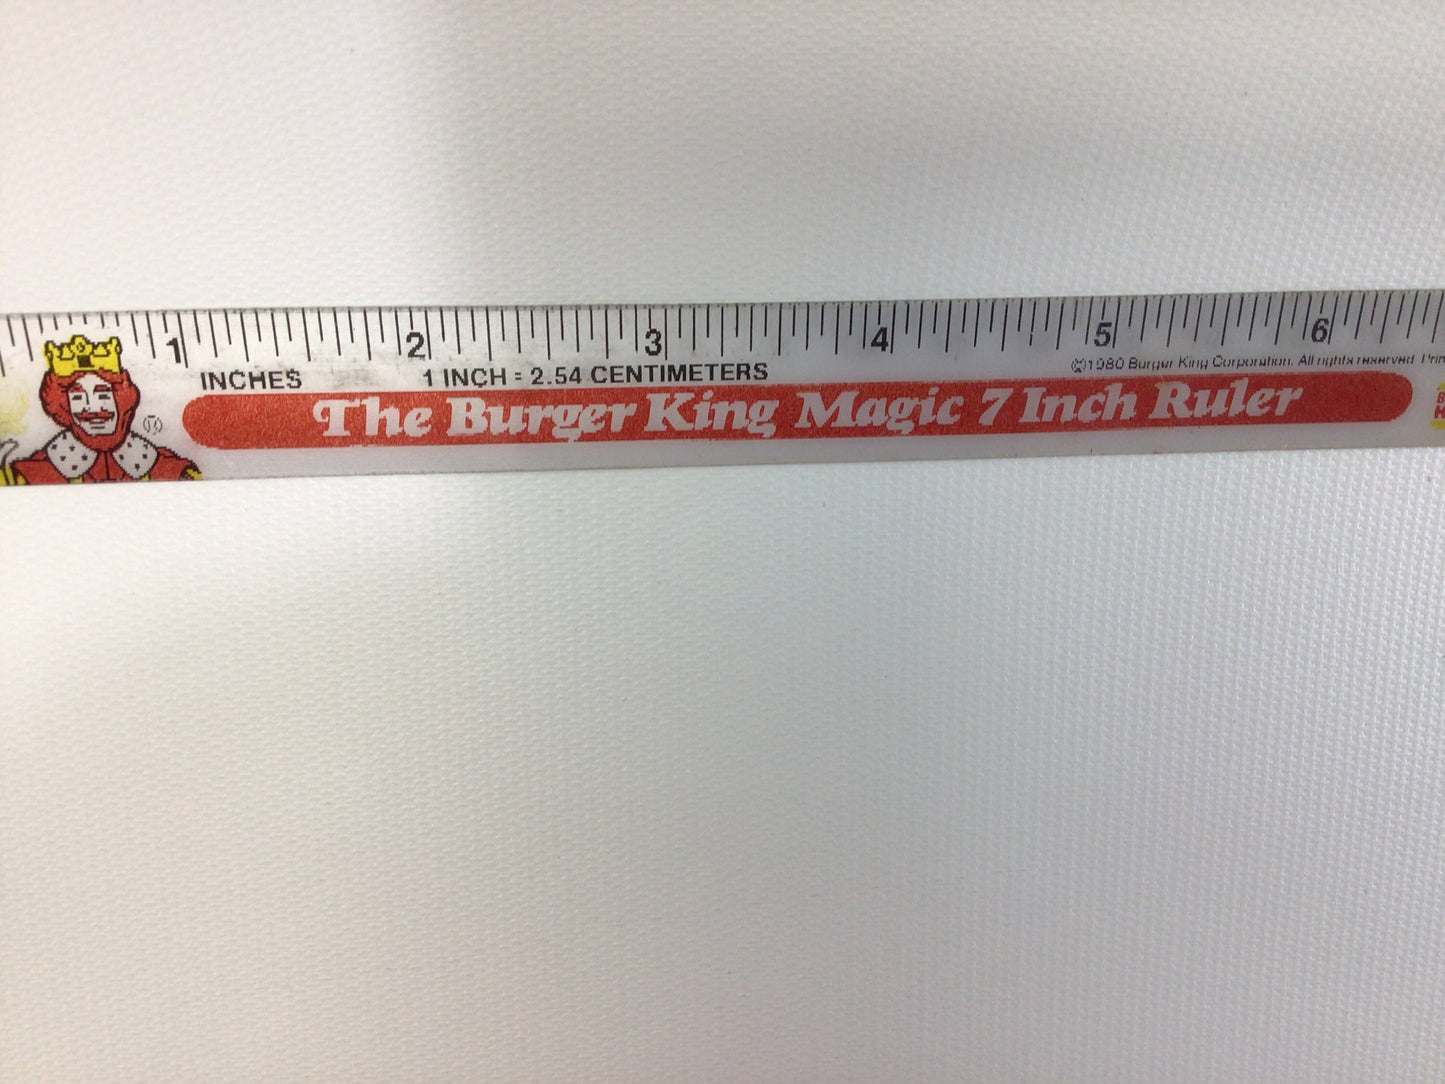 1 2 3 4 5 6
INCHES 1 INCH = 2.54 CENTIMETERS ©1980 Burger King Corporation. All rights reserved
The Burger King Magic 7 Inch Ruler